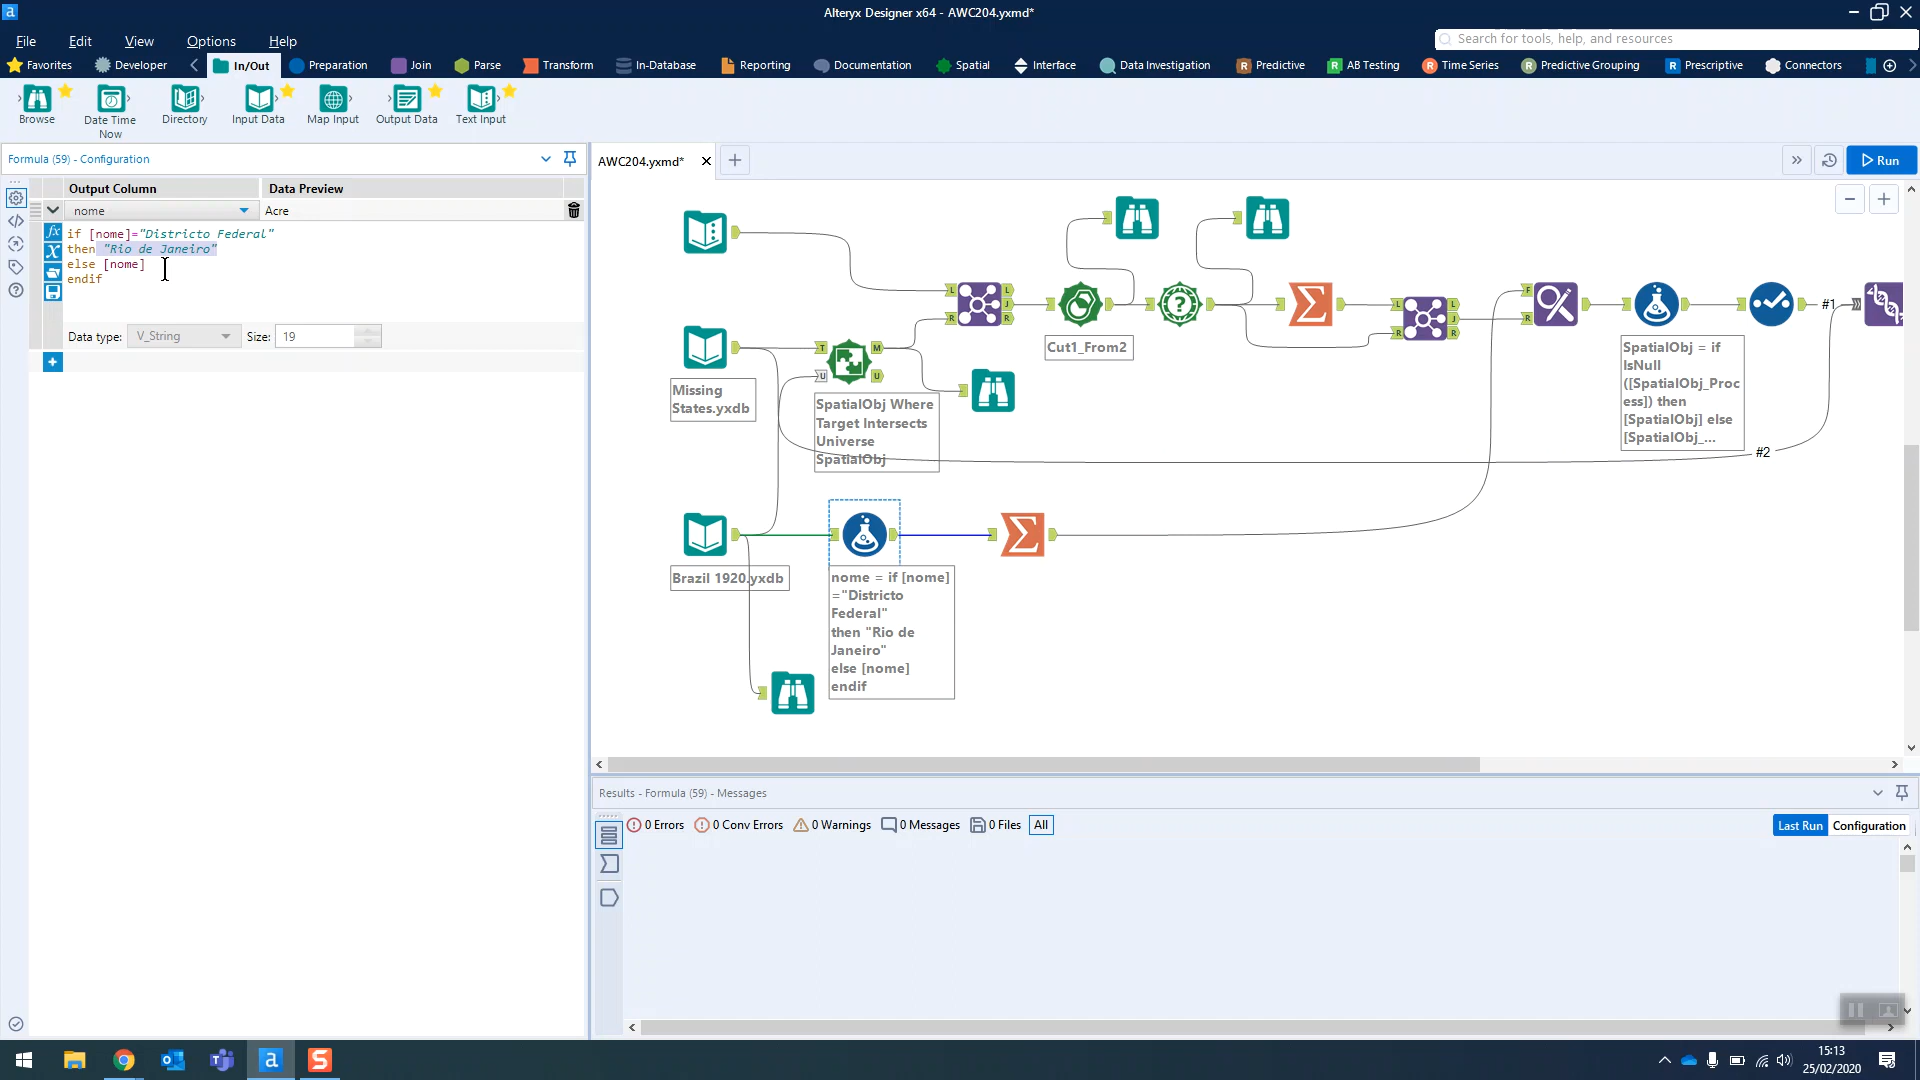 Alteryx Designer x64 - AWC204.yxmd*
File Edit View Options Help
Search for tools, help, and resources
Favorites Developer In/Out Preparation Join Parse Transform In-Database Reporting Documentation Spatial Interface Data Investigation Predictive AB Testing Time Series Predictive Grouping Prescriptive Connectors
Browse
Date Time
Now
Directory
Input Data
Map Input
Output Data
Text Input
Formula (59) - Configuration
Output Column Data Preview
nome Acre
if [nome]="Districto Federal"
then "Rio de Janeiro"
else [nome]
endif
Data type: V_String Size: 19
AWC204.yxmd*
Run
L
R
L
J
R
Cut1_From2
L
R
L
J
R
F
R
#1
SpatialObj = if
IsNull
([SpatialObj_Proc
ess]) then
[SpatialObj] else
[SpatialObj_...
#2
Missing
States.yxdb
T
U
M
U
SpatialObj Where
Target Intersects
Universe
SpatialObj
Brazil 1920.yxdb
nome = if [nome]
="Districto
Federal"
then "Rio de
Janeiro"
else [nome]
endif
Results - Formula (59) - Messages
0 Errors 0 Conv Errors 0 Warnings 0 Messages 0 Files All
Last Run Configuration
15:13
25/02/2020